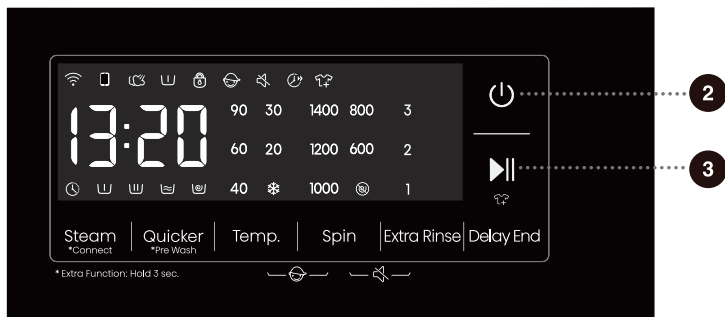 13:20
90 30 1400 800 3
60 20 1200 600 2
40 1000 1
2
3
Steam
*Connect
Quicker
*Pre Wash
Temp.
Spin
Extra Rinse
Delay End
* Extra Function: Hold 3 sec.